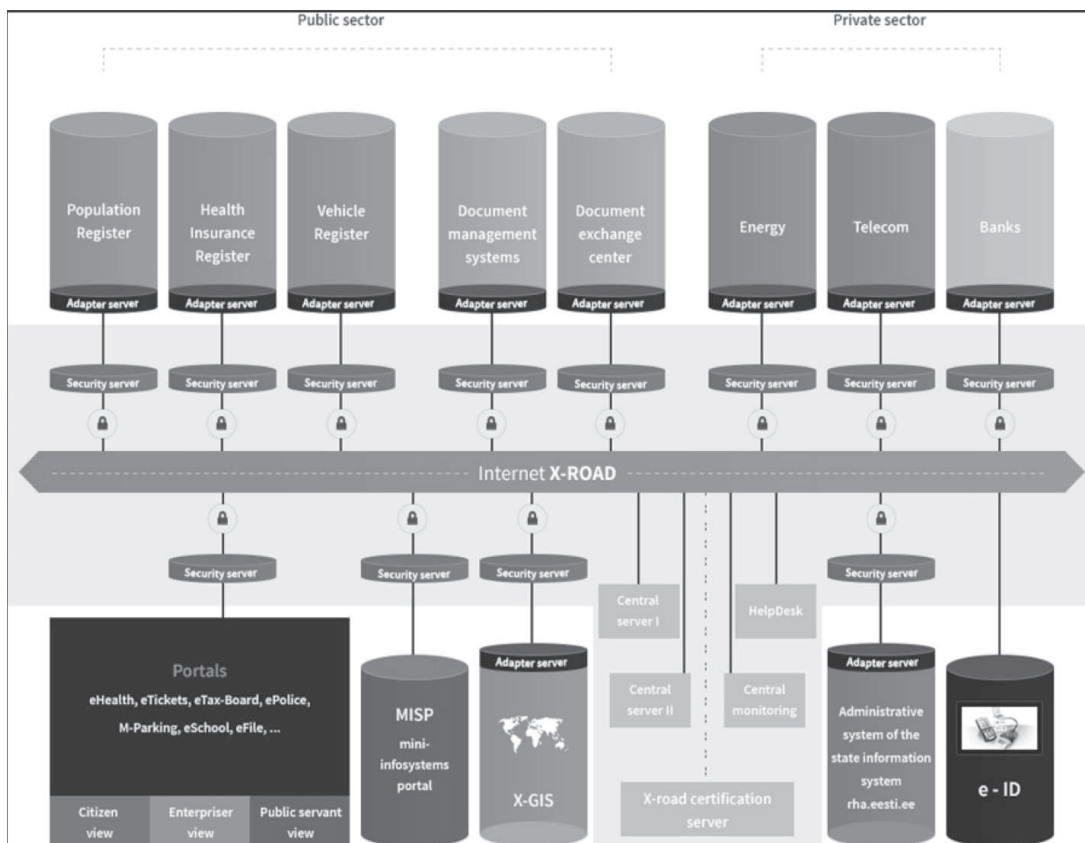 Public sector
Private sector
Population
Register
Health
Insurance
Register
Vehicle
Register
Document
management
systems
Document
exchange
center
Energy
Telecom
Banks
Adapter server
Adapter server
Adapter server
Adapter server
Adapter server
Adapter server
Adapter server
Adapter server
Security server
Security server
Security server
Security server
Security server
Security server
Security server
Security server
Internet X-ROAD
Security server
Security server
Security server
Security server
Portals
eHealth, eTickets, eTax-Board, ePolice,
M-Parking, eSchool, eFile, ...
Citizen
view
Enterpriser
view
Public servant
view
MISP
mini-
infosystems
portal
Adapter server
X-GIS
Central
server I
HelpDesk
Central
server II
Central
monitoring
X-road certification
server
Adapter server
Administrative
system of the
state information
system
rha.eesti.ee
e - ID